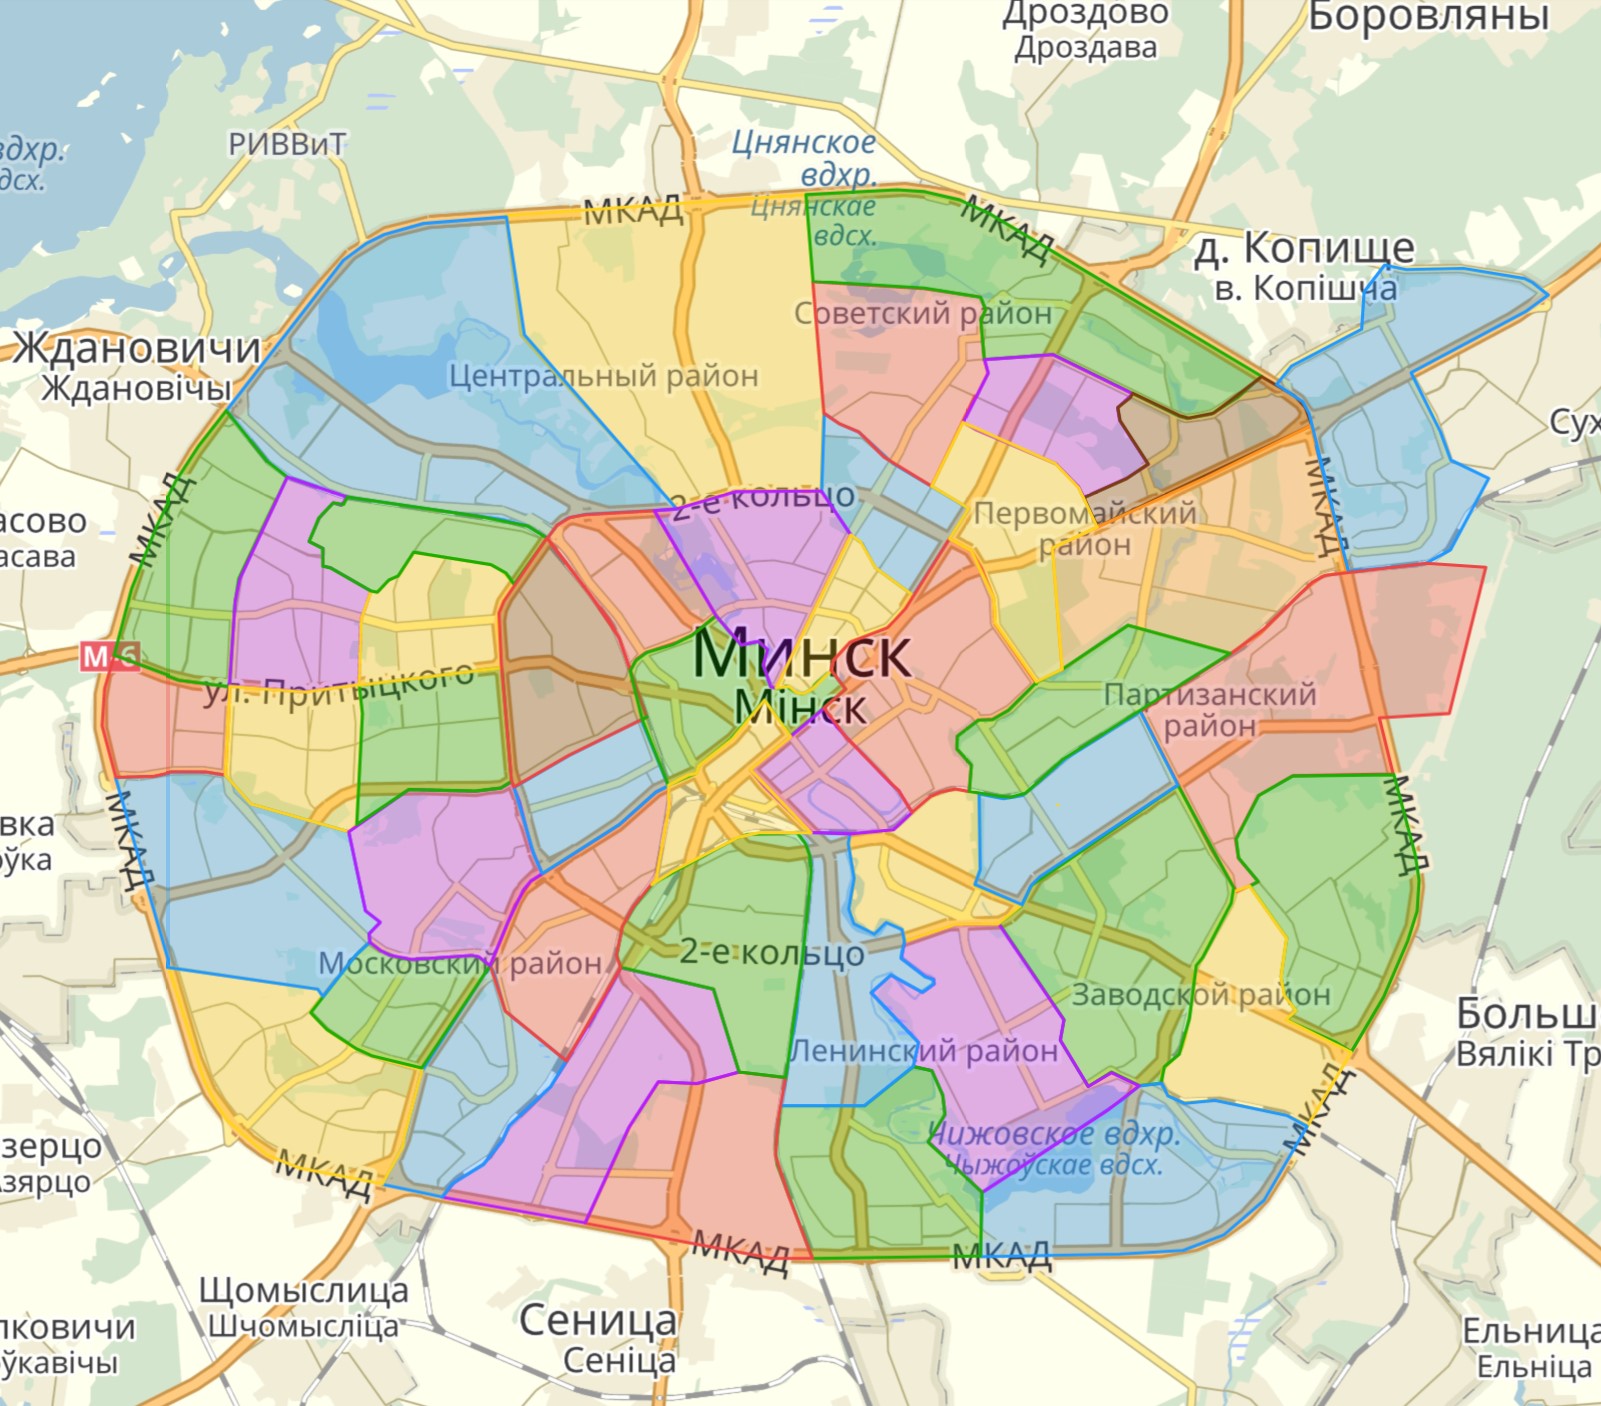 Дроздово
Дроздава
Боровляны
РИВВиТ
вдхр.
дсх.
Цнянское
вдхр.
Цнянскае
вдсх.
МКАД
МКАД
д. Копище
в. Копішча
Советский район
Ждановичи
Ждановічы
Центральный район
Сух
МКАД
2-е кольцо
МКАД
Первомайский
район
асово
асава
М-6
Минск
Мінск
ул. Притыцкого
Партизанский
район
МКАД
МКАД
вка
оўка
2-е кольцо
Московский район
Заводской район
Больш
Вялікі Тр
Ленинский район
МКАД
Чижовское вдхр.
Чыжоўскае вдсх.
зерцо
зярцо
МКАД
МКАД
МКАД
Щомыслица
Шчомысліца
Сеница
Сеніца
лковичи
оўкавічы
Ельница
Ельніца